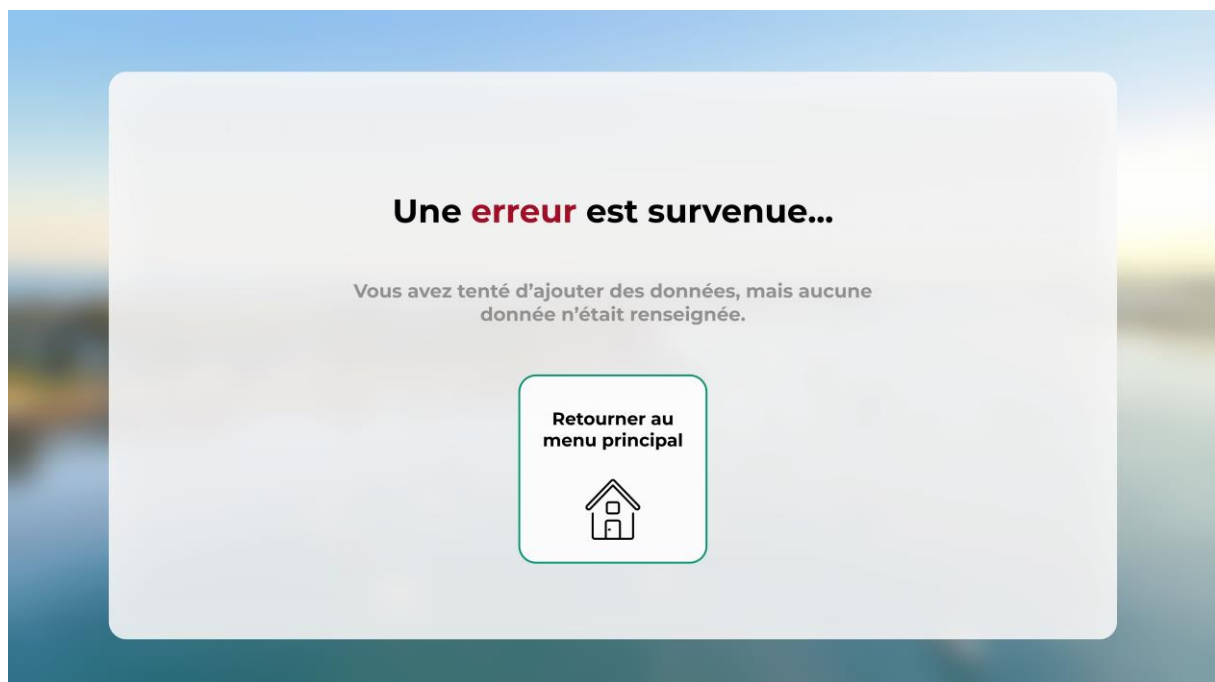 Une erreur est survenue...
Vous avez tenté d’ajouter des données, mais aucune
donnée n’était renseignée.
Retourner au
menu principal